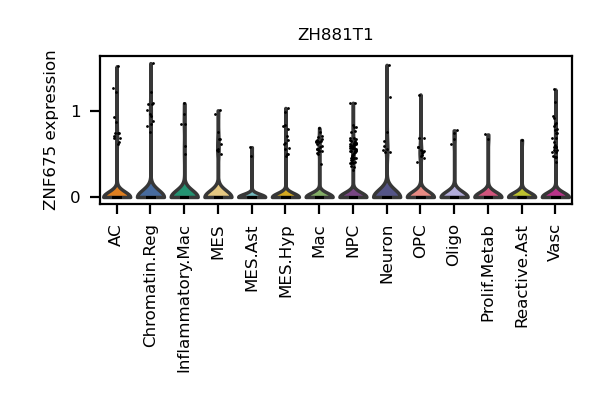 ZH881T1
ZNF675 expression
1
0
AC
Chromatin.Reg
Inflammatory.Mac
MES
MES.Ast
MES.Hyp
Mac
NPC
Neuron
OPC
Oligo
Prolif.Metab
Reactive.Ast
Vasc